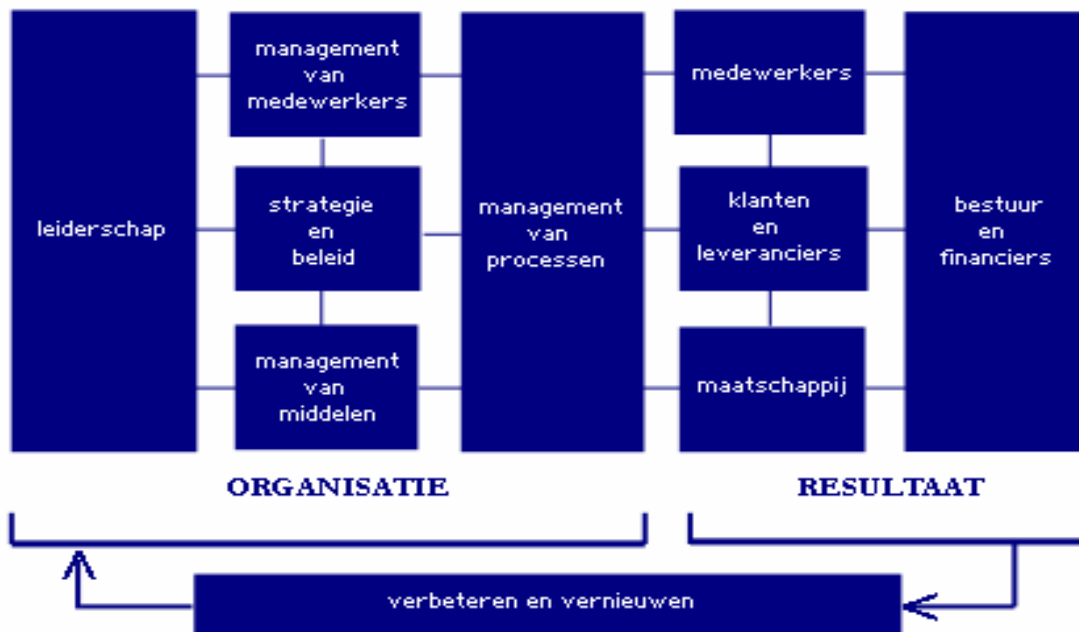 leiderschap
management
van
medewerkers
strategie
en
beleid
management
van
middelen
management
van
processen
medewerkers
klanten
en
leveranciers
maatschappij
bestuur
en
financiers
ORGANISATIE
RESULTAAT
verbeteren en vernieuwen